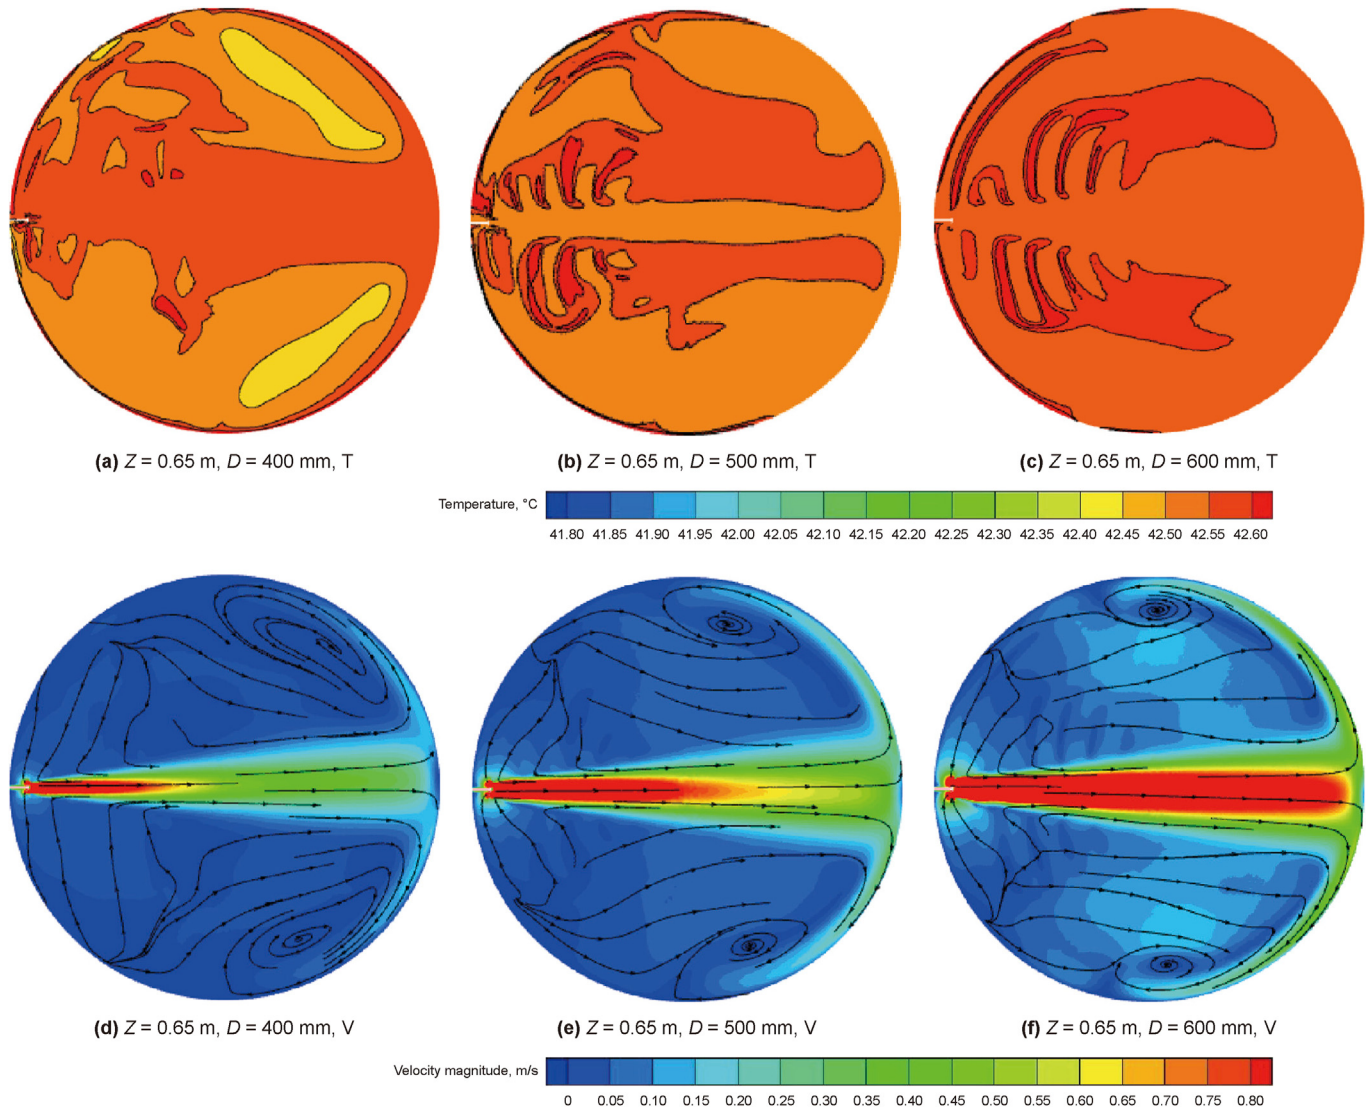 (a) Z = 0.65 m, D = 400 mm, T
(b) Z = 0.65 m, D = 500 mm, T
(c) Z = 0.65 m, D = 600 mm, T
Temperature, °C
41.80 41.85 41.90 41.95 42.00 42.05 42.10 42.15 42.20 42.25 42.30 42.35 42.40 42.45 42.50 42.55 42.60
(d) Z = 0.65 m, D = 400 mm, V
(e) Z = 0.65 m, D = 500 mm, V
(f) Z = 0.65 m, D = 600 mm, V
Velocity magnitude, m/s
0 0.05 0.10 0.15 0.20 0.25 0.30 0.35 0.40 0.45 0.50 0.55 0.60 0.65 0.70 0.75 0.80